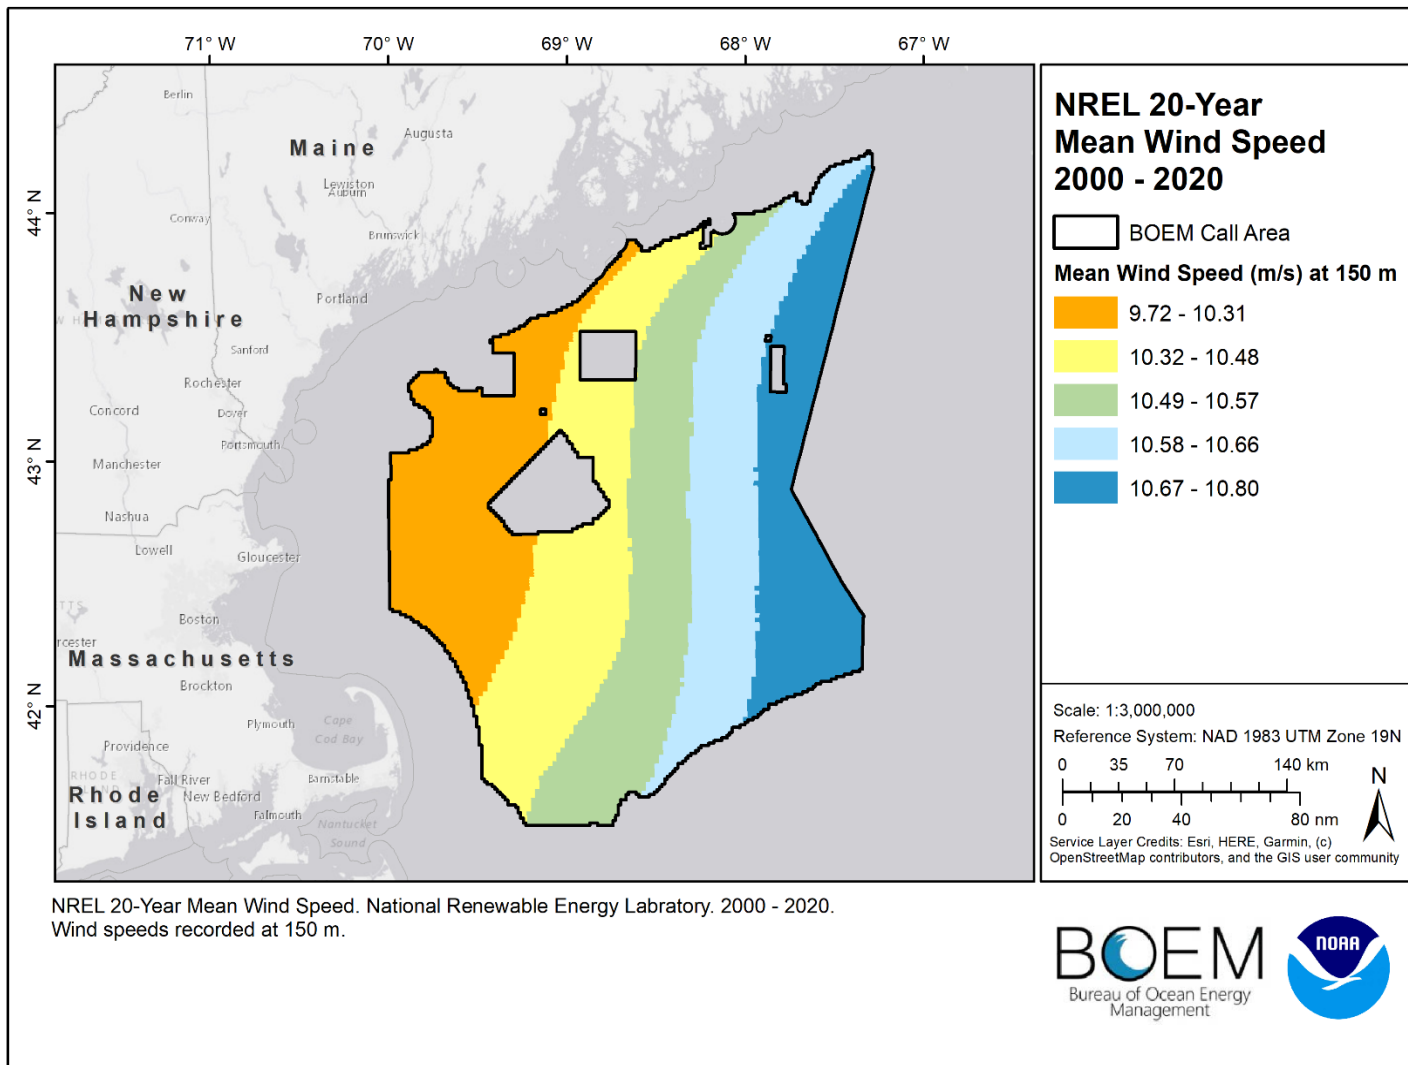 71° W 70° W 69° W 68° W 67° W
44° N
43° N
42° N
Berlin
Augusta
Maine
Lewiston
Auburn
Conway
Brunswick
New
Hampshire
Portland
Sanford
Rochester
Concord
Dover
Portsmouth
Manchester
Nashua
Lowell
Gloucester
Boston
rcester
Massachusetts
Brockton
Plymouth
Cape
Cod Bay
Providence
Barnstable
RHODE
Fall River
New Bedford
Rhode
Island
Falmouth
Nantucket
Sound
NREL 20-Year
Mean Wind Speed
2000 - 2020
BOEM Call Area
Mean Wind Speed (m/s) at 150 m
9.72 - 10.31
10.32 - 10.48
10.49 - 10.57
10.58 - 10.66
10.67 - 10.80
Scale: 1:3,000,000
Reference System: NAD 1983 UTM Zone 19N
0 35 70 140 km
N
0 20 40 80 nm
Service Layer Credits: Esri, HERE, Garmin, (c)
OpenStreetMap contributors, and the GIS user community
NREL 20-Year Mean Wind Speed. National Renewable Energy Labratory. 2000 - 2020.
Wind speeds recorded at 150 m.
BOEM
Bureau of Ocean Energy
Management
NOAA